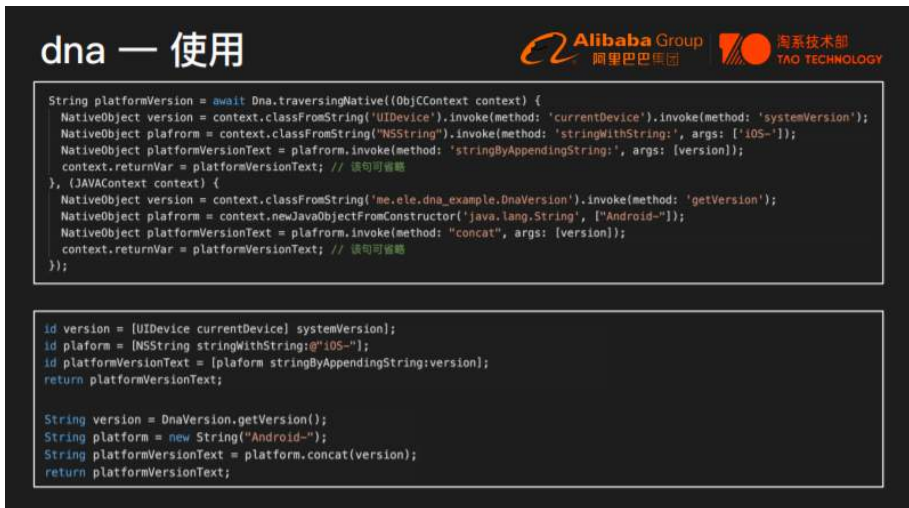 dna — 使用
Alibaba Group
阿里巴巴集团
淘系技术部
TAO TECHNOLOGY
String platformVersion = await Dna.traversingNative((ObjCContext context) {
NativeObject version = context.classFromString('UIDevice').invoke(method: 'currentDevice').invoke(method: 'systemVersion');
NativeObject plafrorm = context.classFromString("NSString").invoke(method: 'stringWithString:', args: ['iOS-']);
NativeObject platformVersionText = plafrorm.invoke(method: 'stringByAppendingString:', args: [version]);
context.returnVar = platformVersionText; // 该句可省略
}, (JAVAContext context) {
NativeObject version = context.classFromString('me.ele.dna_example.DnaVersion').invoke(method: 'getVersion');
NativeObject plafrorm = context.newJavaObjectFromConstructor('java.lang.String', ["Android-"]);
NativeObject platformVersionText = plafrorm.invoke(method: "concat", args: [version]);
context.returnVar = platformVersionText; // 该句可省略
});
id version = [UIDevice currentDevice] systemVersion];
id plaform = [NSString stringWithString:@"iOS-"];
id platformVersionText = [plaform stringByAppendingString:version];
return platformVersionText;
String version = DnaVersion.getVersion();
String platform = new String("Android-");
String platformVersionText = platform.concat(version);
return platformVersionText;